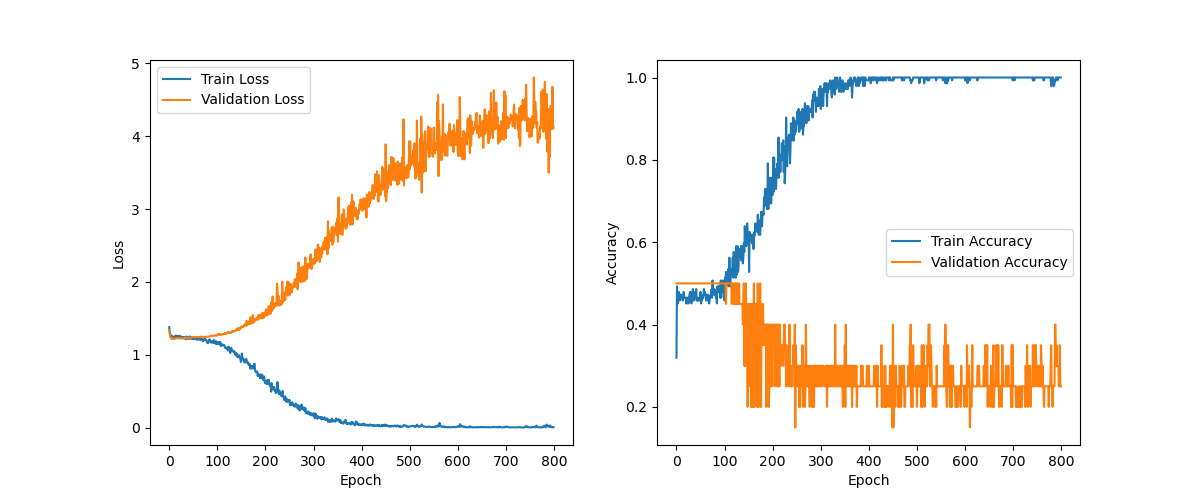 Train Loss
Validation Loss
5
4
3
2
1
0
Loss
0 100 200 300 400 500 600 700 800
Epoch
1.0
0.8
0.6
0.4
0.2
Accuracy
Train Accuracy
Validation Accuracy
0 100 200 300 400 500 600 700 800
Epoch